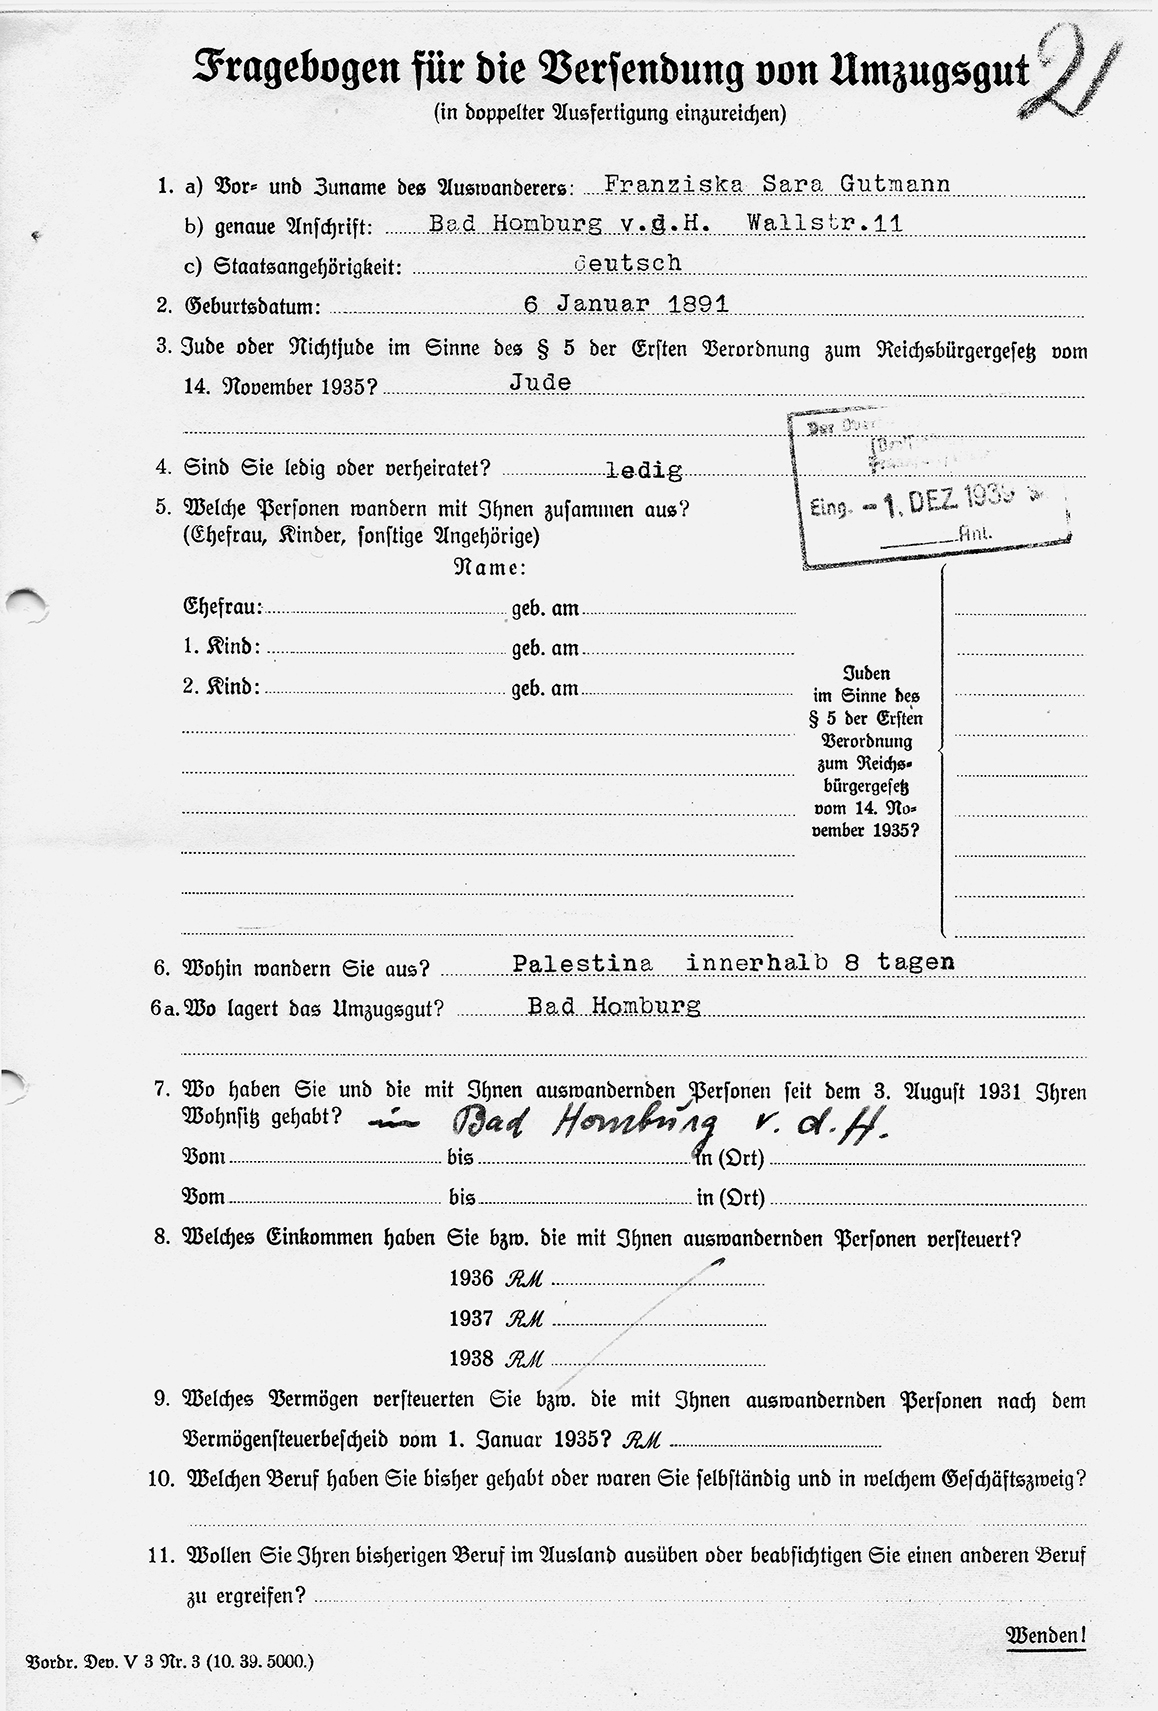 Fragebogen für die Versendung von Umzugsgut
21
(in doppelter Ausfertigung einzureichen)
1. a) Vor- und Zuname des Auswanderers: Franziska Sara Gutmann
b) genaue Anschrift: Bad Homburg v.d.H. Wallstr.11
c) Staatsangehörigkeit: deutsch
2. Geburtsdatum: 6 Januar 1891
3. Jude oder Nichtjude im Sinne des § 5 der Ersten Verordnung zum Reichsbürgergesetz vom
14. November 1935? Jude
Der
4. Sind Sie ledig oder verheiratet? ledig
Eing. - 1. DEZ 1939
Anl.
5. Welche Personen wandern mit Ihnen zusammen aus?
(Ehefrau, Kinder, sonstige Angehörige)
Name:
Ehefrau: geb. am
1. Kind: geb. am
2. Kind: geb. am
Juden
im Sinne des
§ 5 der Ersten
Verordnung
zum Reichs-
bürgergesetz
vom 14. No-
vember 1935?
6. Wohin wandern Sie aus? Palestina innerhalb 8 tagen
6a. Wo lagert das Umzugsgut? Bad Homburg
7. Wo haben Sie und die mit Ihnen auswandernden Personen seit dem 3. August 1931 Ihren
Wohnsitz gehabt? in Bad Homburg v. d. H.
Vom bis in (Ort)
Vom bis in (Ort)
8. Welches Einkommen haben Sie bzw. die mit Ihnen auswandernden Personen versteuert?
1936 RM
1937 RM
1938 RM
9. Welches Vermögen versteuerten Sie bzw. die mit Ihnen auswandernden Personen nach dem
Vermögensteuerbescheid vom 1. Januar 1935? RM
10. Welchen Beruf haben Sie bisher gehabt oder waren Sie selbständig und in welchem Geschäftszweig?
11. Wollen Sie Ihren bisherigen Beruf im Ausland ausüben oder beabsichtigen Sie einen anderen Beruf
zu ergreifen?
Wenden!
Vordr. Dev. V 3 Nr. 3 (10. 39. 5000.)